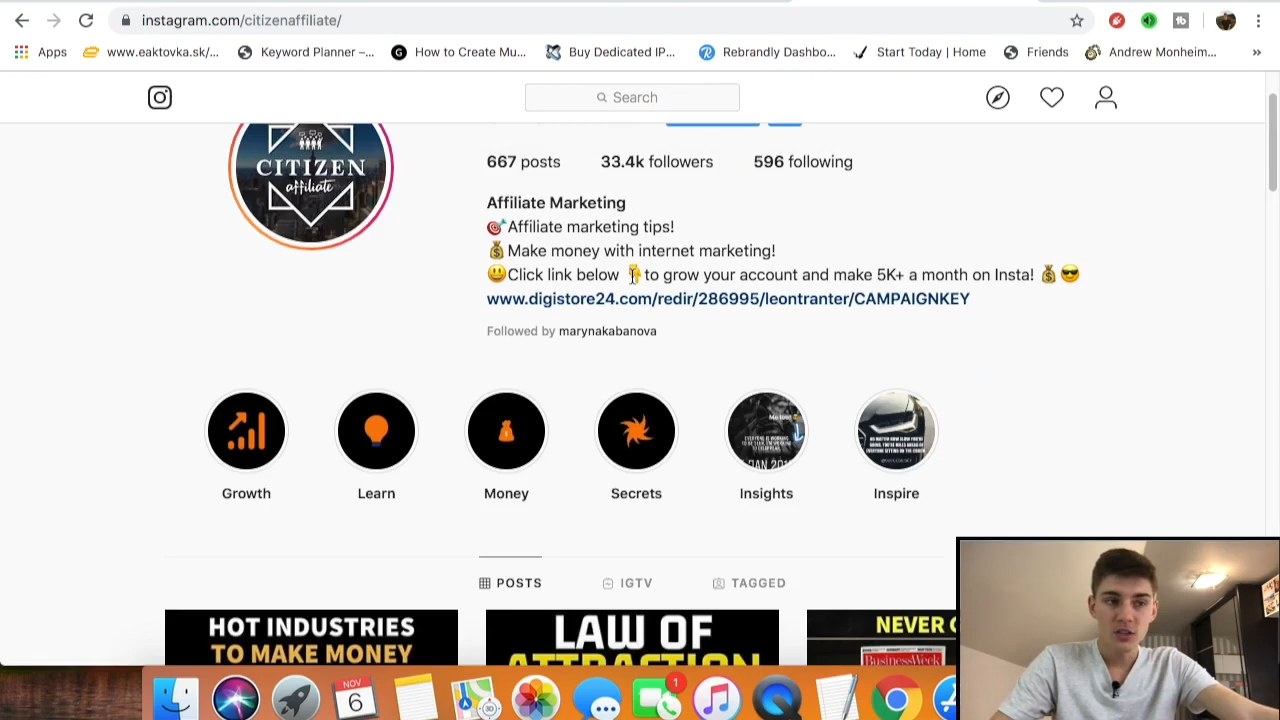 instagram.com/citizenaffiliate/
Apps
www.eaktovka.sk/...
Keyword Planner –...
How to Create Mu...
Buy Dedicated IP...
Rebrandly Dashbo...
Start Today | Home
Friends
Andrew Monheim...
»
Search
CITIZEN
affiliate
667 posts 33.4k followers 596 following
Affiliate Marketing
🎯Affiliate marketing tips!
💰Make money with internet marketing!
😃Click link below 👇to grow your account and make 5K+ a month on Insta! 💰😎
www.digistore24.com/redir/286995/leontranter/CAMPAIGNKEY
Followed by marynakabanova
Growth
Learn
Money
Secrets
Insights
Inspire
POSTS
IGTV
TAGGED
HOT INDUSTRIES
TO MAKE MONEY
LAW OF
ATTRACTION
NEVER
BusinessWeek
NOV
6
1